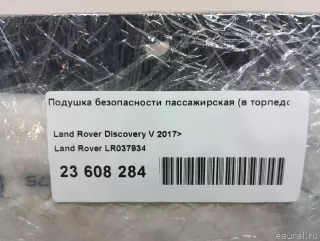 Подушка безопасности пассажирская (в торпедо
Land Rover Discovery V 2017>
Land Rover LR037934
23 608 284
eaural.ru